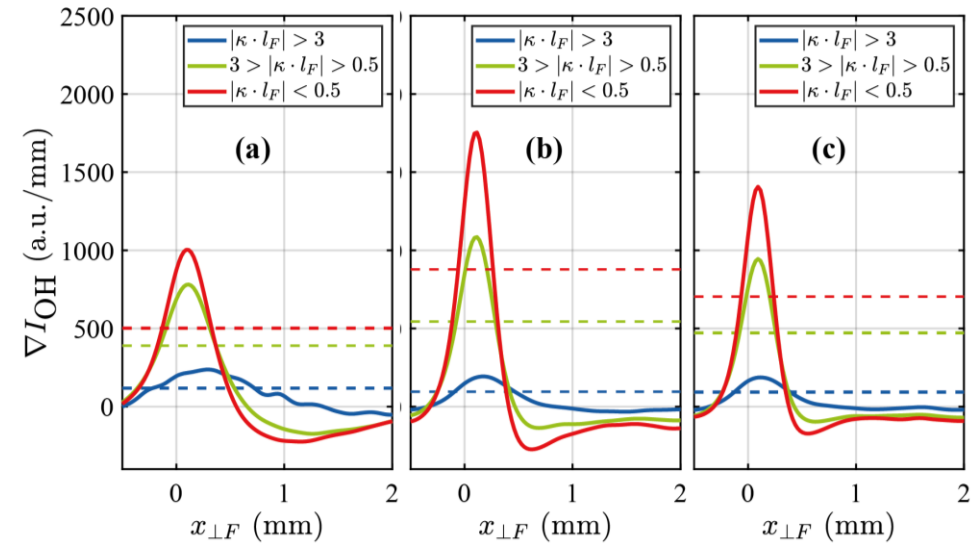 |κ · l_F| > 3
3 > |κ · l_F| > 0.5
|κ · l_F| < 0.5
|κ · l_F| > 3
3 > |κ · l_F| > 0.5
|κ · l_F| < 0.5
|κ · l_F| > 3
3 > |κ · l_F| > 0.5
|κ · l_F| < 0.5
(a)
(b)
(c)
∇I_OH (a.u./mm)
2500
2000
1500
1000
500
0
0 1 2
0 1 2
0 1 2
x_⊥F (mm)
x_⊥F (mm)
x_⊥F (mm)